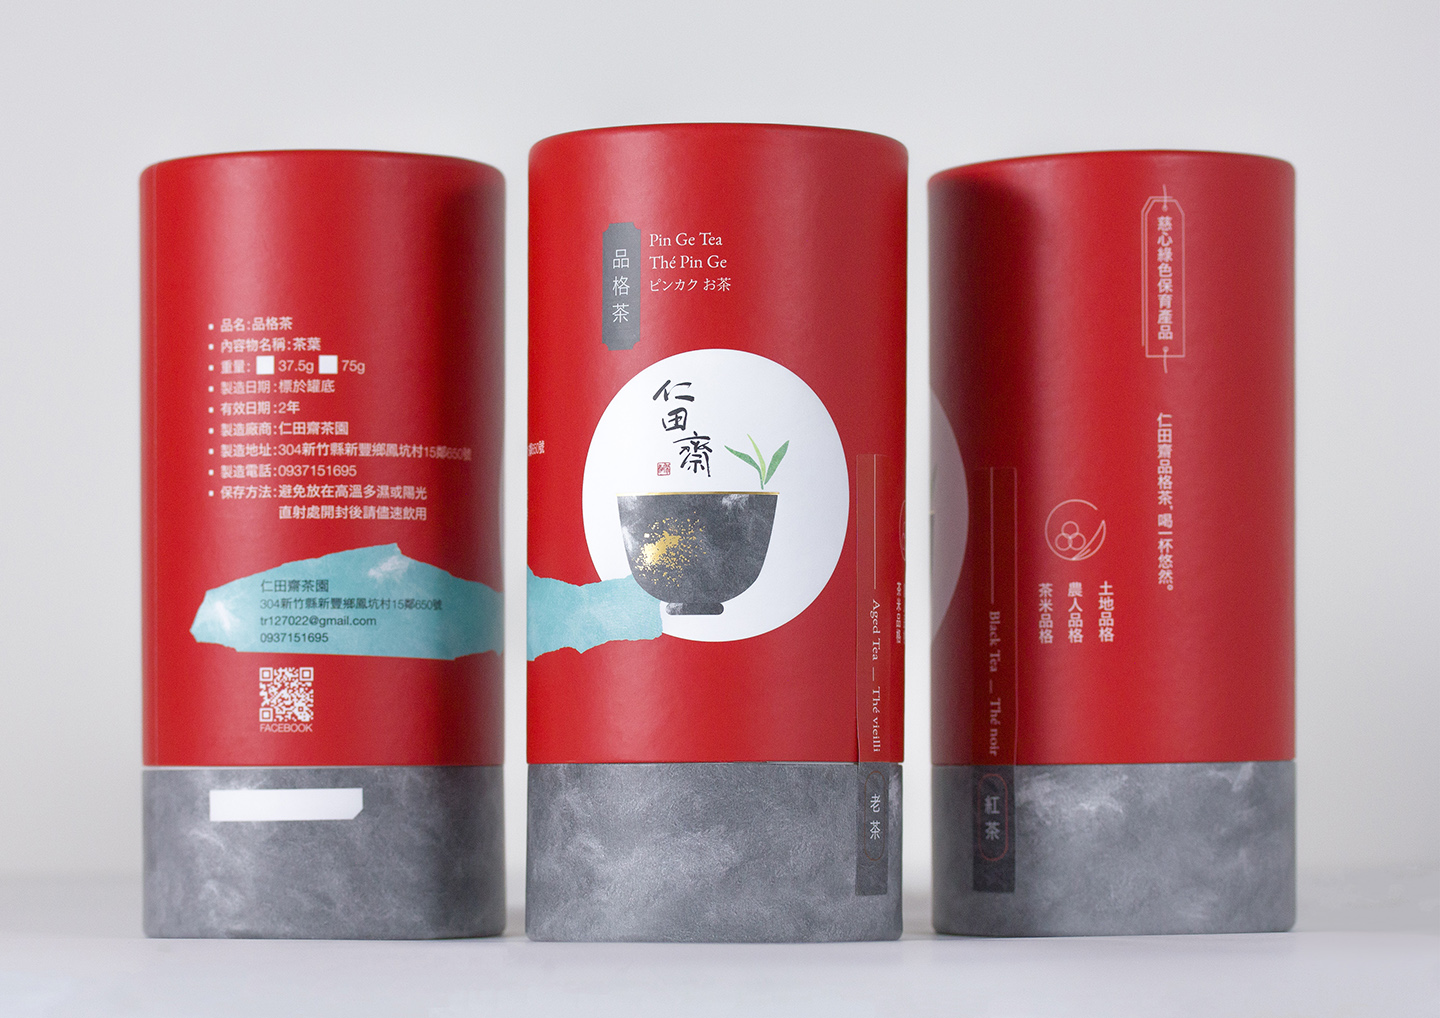 品名：品格茶
內容物名稱：茶葉
重量： 37.5g 75g
製造日期：標於罐底
有效日期：2年
製造廠商：仁田齋茶園
製造地址：304新竹縣新豐鄉鳳坑村15鄰650號
製造電話：0937151695
保存方法：避免放在高溫多濕或陽光
直射處開封後請儘速飲用
仁田齋茶園
304新竹縣新豐鄉鳳坑村15鄰650號
tr127022@gmail.com
0937151695
FACEBOOK
品格茶
Pin Ge Tea
Thé Pin Ge
ピンカク お茶
仁田齋
Aged Tea — Thé vieilli
老茶
慈心綠色保育產品
仁田齋品格茶，喝一杯悠然。
土地品格
農人品格
茶米品格
Black Tea — Thé noir
紅茶